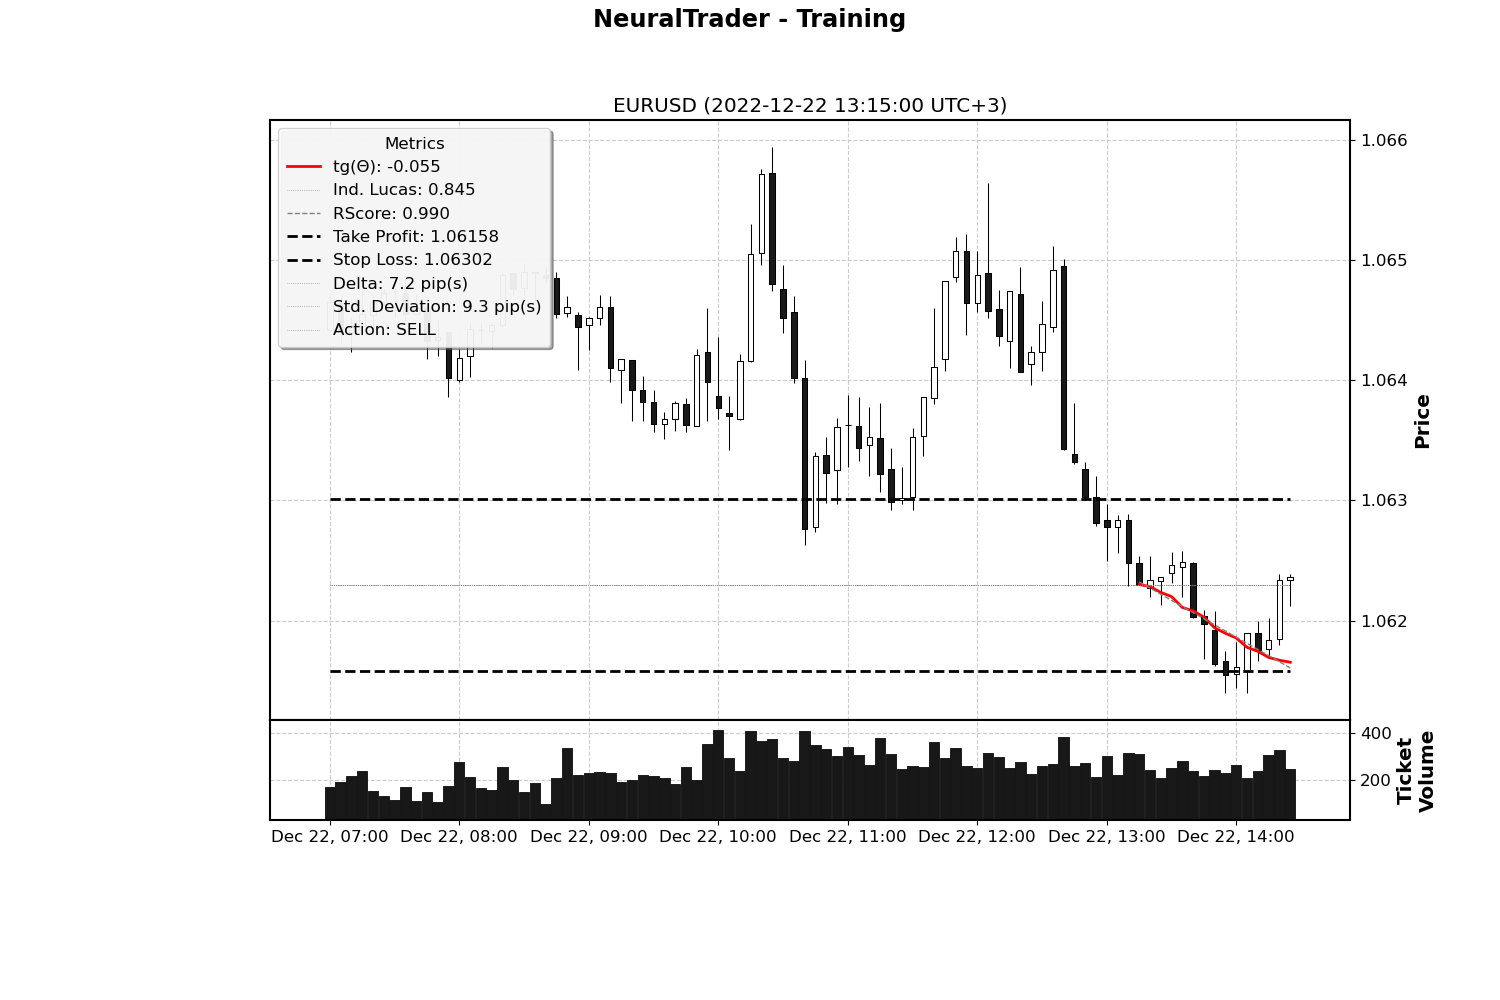 NeuralTrader - Training
EURUSD (2022-12-22 13:15:00 UTC+3)
Metrics
tg(Θ): -0.055
Ind. Lucas: 0.845
RScore: 0.990
Take Profit: 1.06158
Stop Loss: 1.06302
Delta: 7.2 pip(s)
Std. Deviation: 9.3 pip(s)
Action: SELL
1.066
1.065
1.064
1.063
1.062
Price
400
200
Ticket
Volume
Dec 22, 07:00
Dec 22, 08:00
Dec 22, 09:00
Dec 22, 10:00
Dec 22, 11:00
Dec 22, 12:00
Dec 22, 13:00
Dec 22, 14:00